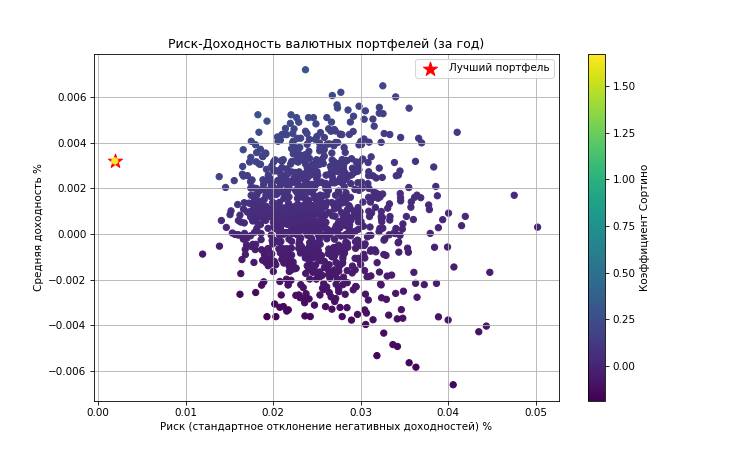 Риск-Доходность валютных портфелей (за год)
Лучший портфель
Средняя доходность %
0.006
0.004
0.002
0.000
−0.002
−0.004
−0.006
0.00 0.01 0.02 0.03 0.04 0.05
Риск (стандартное отклонение негативных доходностей) %
1.50
1.25
1.00
0.75
0.50
0.25
0.00
Коэффициент Сортино